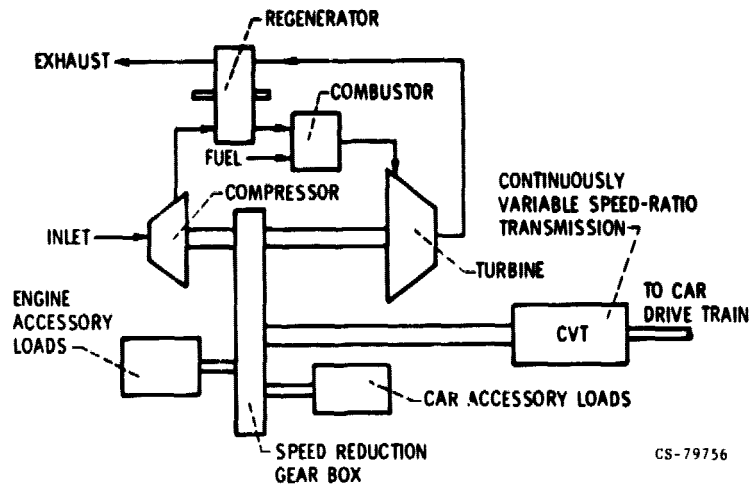 REGENERATOR
EXHAUST
COMBUSTOR
FUEL
COMPRESSOR
CONTINUOUSLY
VARIABLE SPEED-RATIO
TRANSMISSION
INLET
TURBINE
ENGINE
ACCESSORY
LOADS
TO CAR
DRIVE TRAIN
CVT
CAR ACCESSORY LOADS
SPEED REDUCTION
GEAR BOX
CS-79756